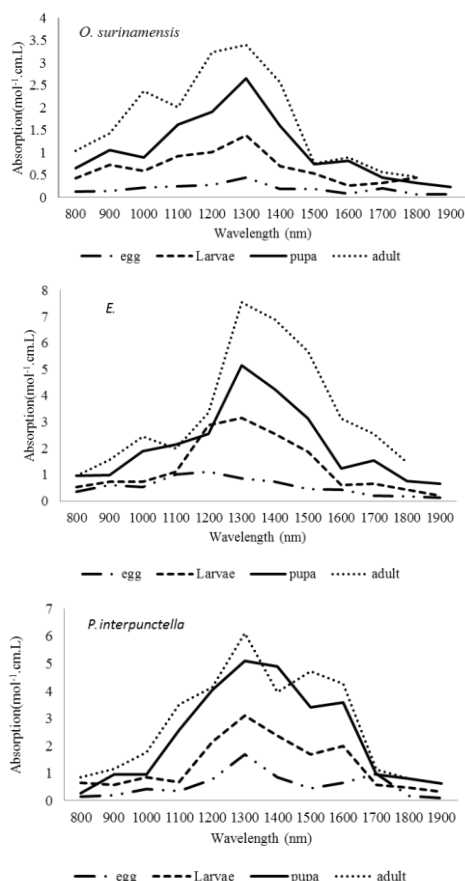 O. surinamensis
Absorption(mol⁻¹.cm.L)
4
3.5
3
2.5
2
1.5
1
0.5
0
800 900 1000 1100 1200 1300 1400 1500 1600 1700 1800 1900
Wavelength (nm)
egg Larvae pupa adult
E.
Absorption(mol⁻¹.cm.L)
8
7
6
5
4
3
2
1
0
800 900 1000 1100 1200 1300 1400 1500 1600 1700 1800 1900
Wavelength (nm)
egg Larvae pupa adult
P. interpunctella
Absorption(mol⁻¹.cm.L)
7
6
5
4
3
2
1
0
800 900 1000 1100 1200 1300 1400 1500 1600 1700 1800 1900
Wavelength (nm)
egg Larvae pupa adult